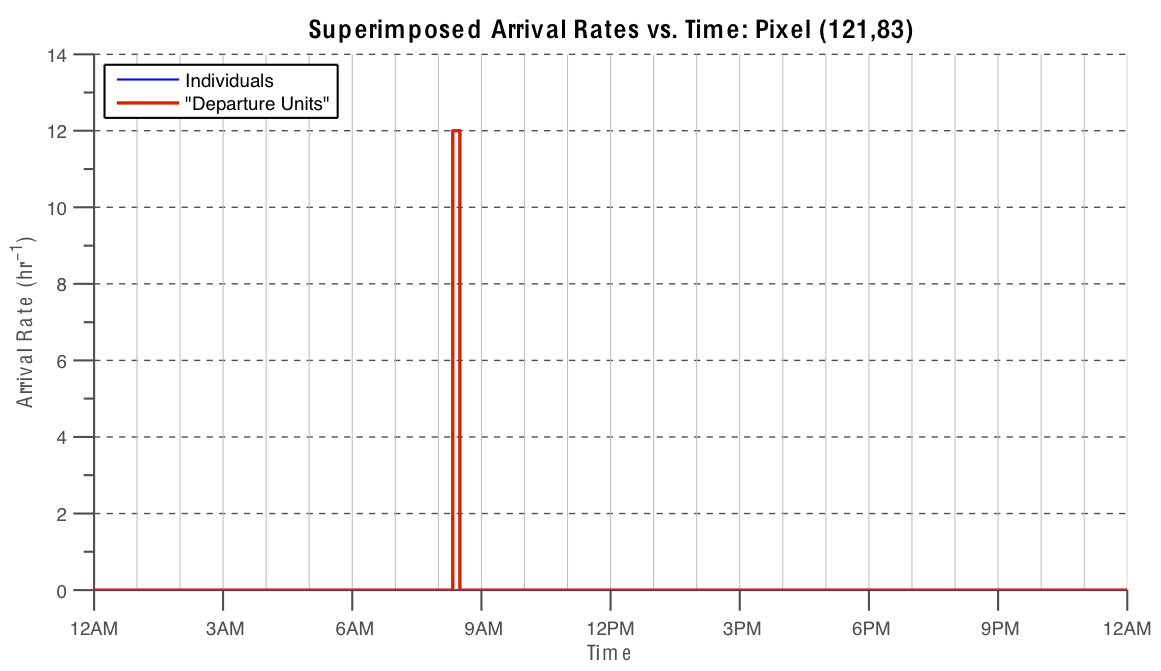 Superimposed Arrival Rates vs. Time: Pixel (121,83)
Individuals
"Departure Units"
14
12
10
8
6
4
2
0
Arrival Rate (hr⁻¹)
12AM 3AM 6AM 9AM 12PM 3PM 6PM 9PM 12AM
Time